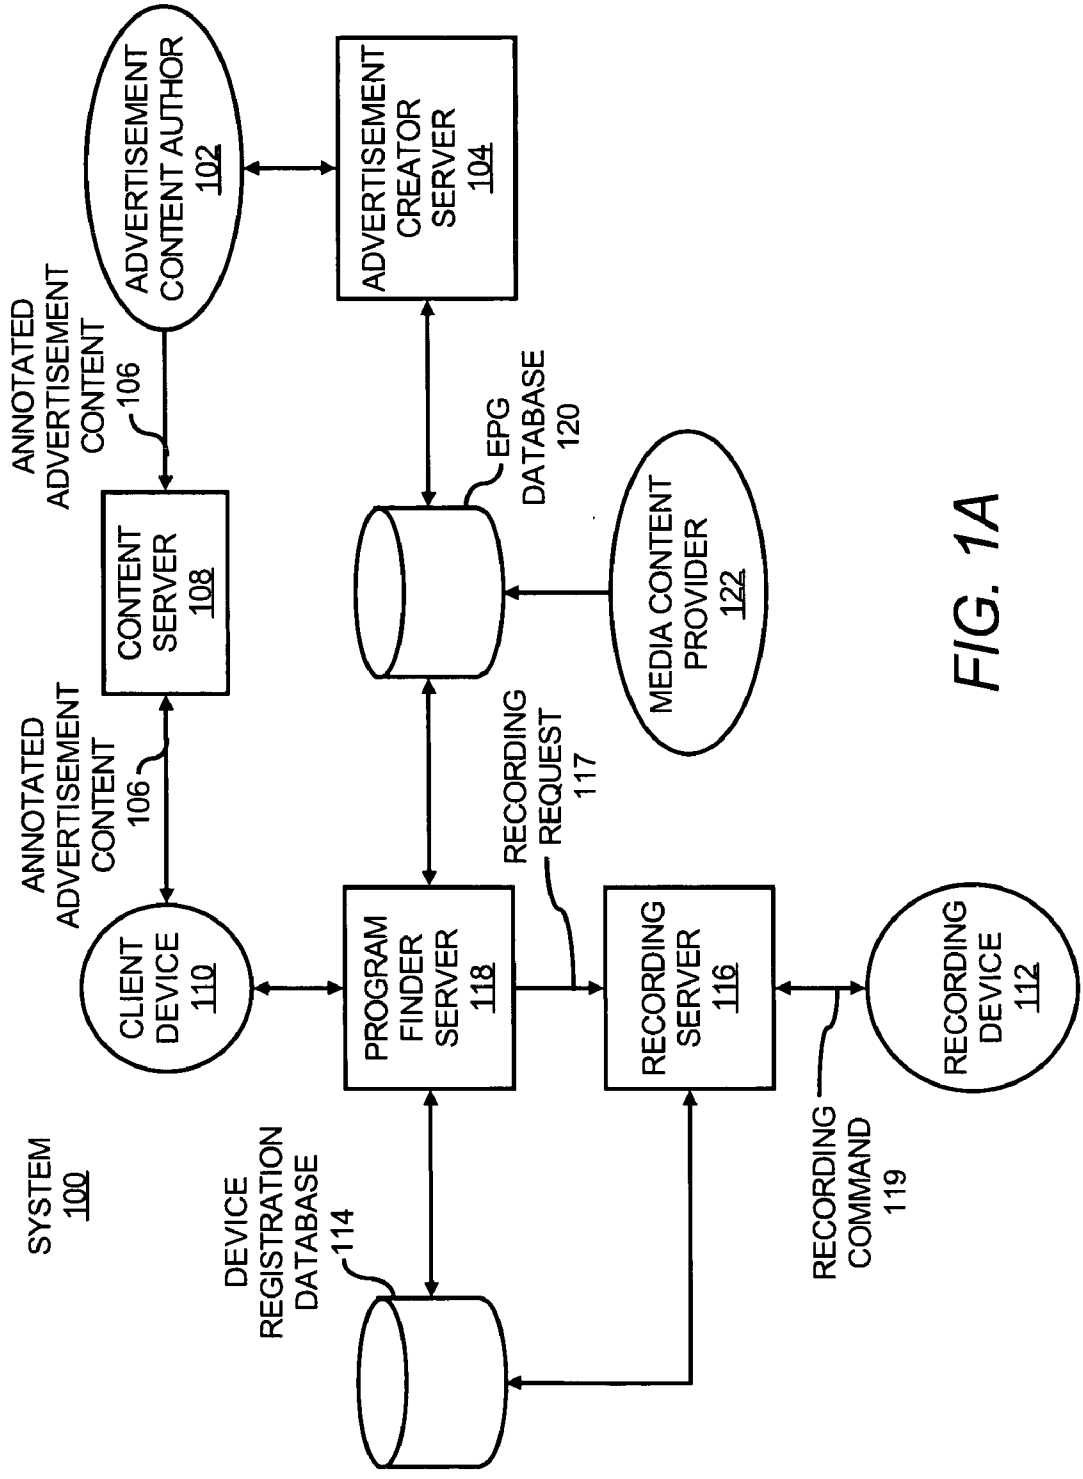 SYSTEM
100
CLIENT
DEVICE
110
ANNOTATED
ADVERTISEMENT
CONTENT
106
CONTENT
SERVER
108
ANNOTATED
ADVERTISEMENT
CONTENT
106
ADVERTISEMENT
CONTENT AUTHOR
102
DEVICE
REGISTRATION
DATABASE
114
PROGRAM
FINDER
SERVER
118
EPG
DATABASE
120
ADVERTISEMENT
CREATOR
SERVER
104
RECORDING
REQUEST
117
RECORDING
SERVER
116
MEDIA CONTENT
PROVIDER
122
RECORDING
COMMAND
119
RECORDING
DEVICE
112
FIG. 1A